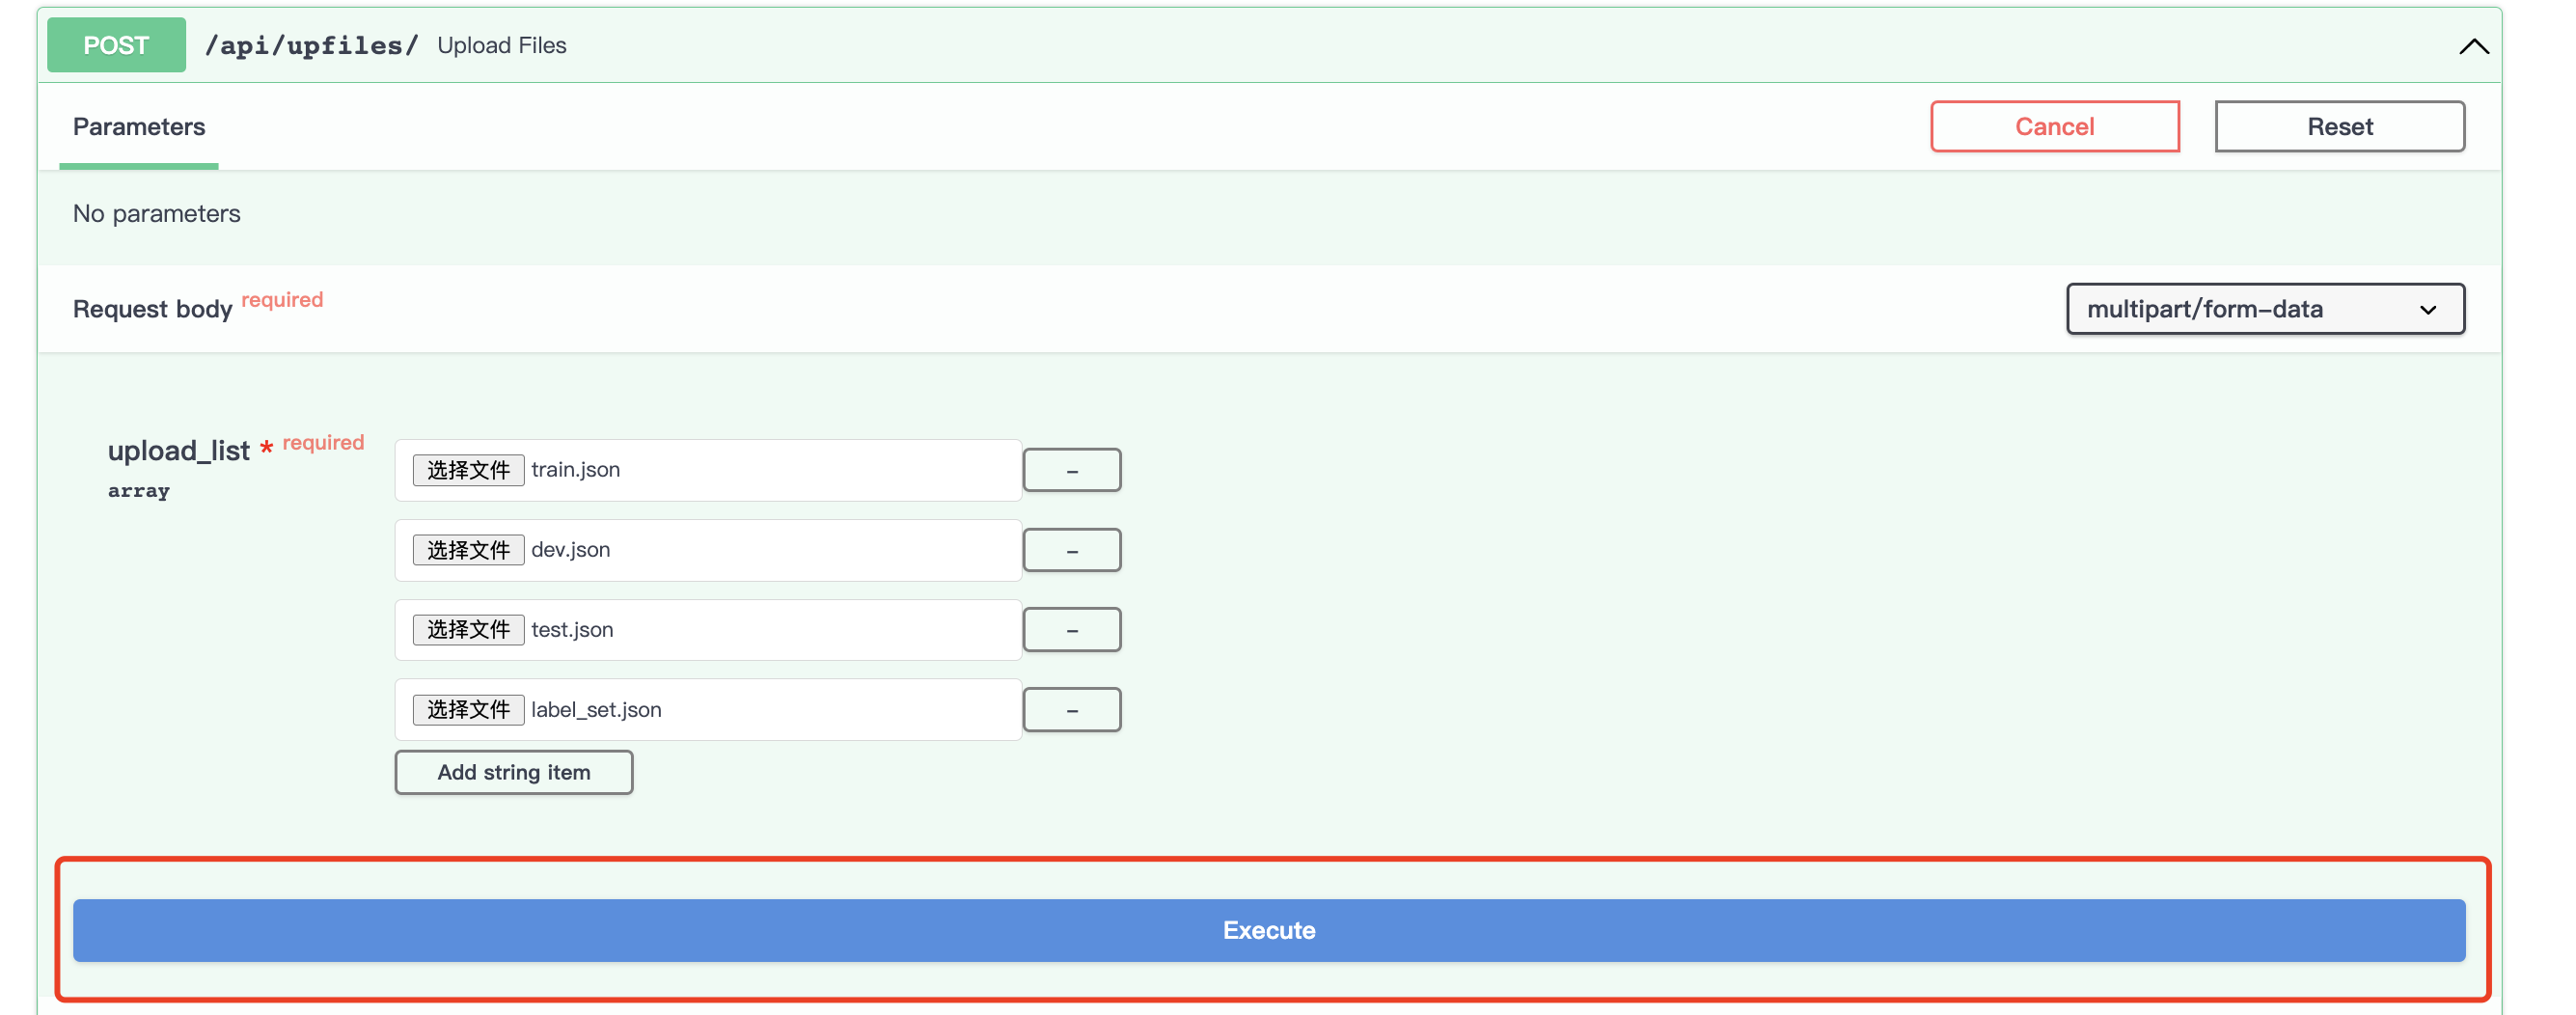 POST /api/upfiles/ Upload Files
Parameters Cancel Reset
No parameters
Request body required multipart/form-data
upload_list * required
array
选择文件 train.json -
选择文件 dev.json -
选择文件 test.json -
选择文件 label_set.json -
Add string item
Execute